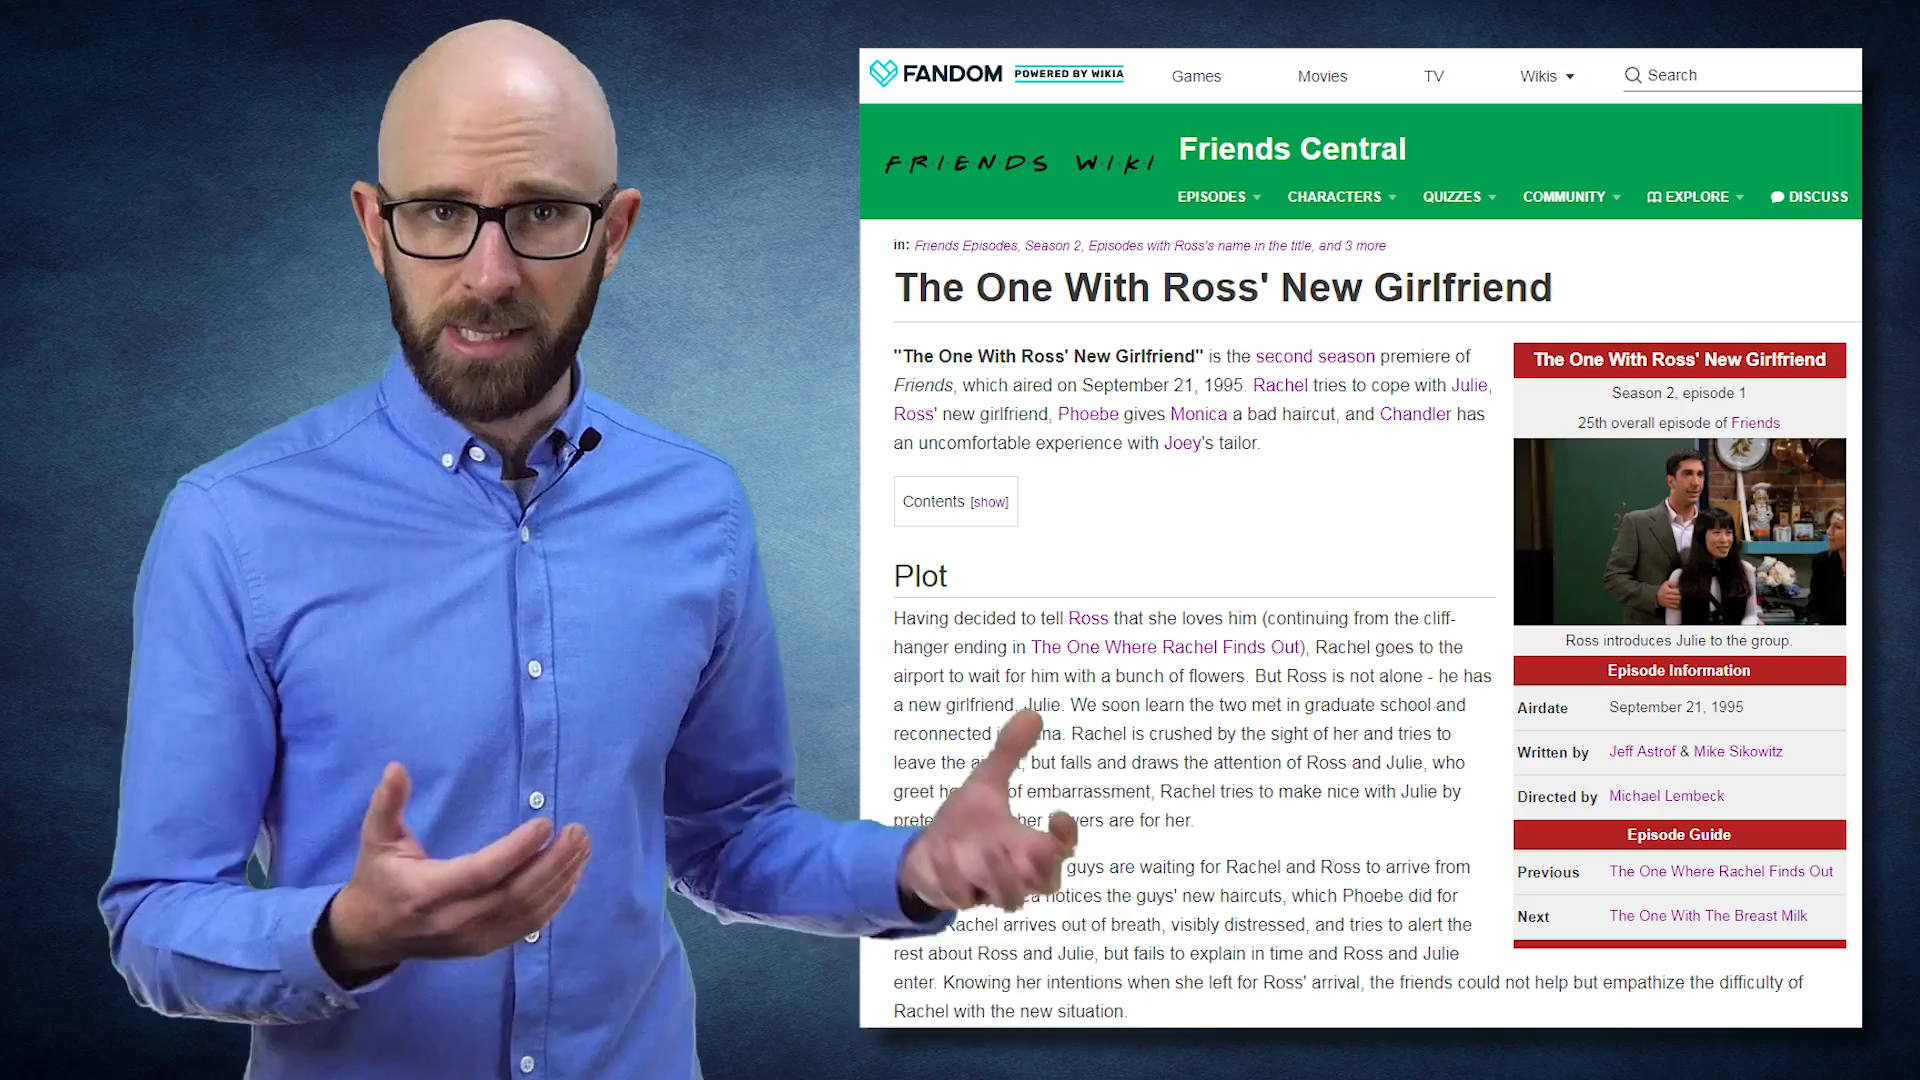 FANDOM POWERED BY WIKIA Games Movies TV Wikis Search
FRIENDS WIKI
Friends Central
EPISODES CHARACTERS QUIZZES COMMUNITY EXPLORE DISCUSS
in: Friends Episodes, Season 2, Episodes with Ross's name in the title, and 3 more
The One With Ross' New Girlfriend
"The One With Ross' New Girlfriend" is the second season premiere of
Friends, which aired on September 21, 1995. Rachel tries to cope with Julie,
Ross' new girlfriend, Phoebe gives Monica a bad haircut, and Chandler has
an uncomfortable experience with Joey's tailor.
Contents [show]
Plot
Having decided to tell Ross that she loves him (continuing from the cliff-
hanger ending in The One Where Rachel Finds Out), Rachel goes to the
airport to wait for him with a bunch of flowers. But Ross is not alone - he has
a new girlfriend, Julie. We soon learn the two met in graduate school and
reconnected Rachel is crushed by the sight of her and tries to
leave the but falls and draws the attention of Ross and Julie, who
greet of embarrassment, Rachel tries to make nice with Julie by
her are for her.
guys are waiting for Rachel and Ross to arrive from
notices the guys' new haircuts, which Phoebe did for
Rachel arrives out of breath, visibly distressed, and tries to alert the
rest about Ross and Julie, but fails to explain in time and Ross and Julie
enter. Knowing her intentions when she left for Ross' arrival, the friends could not help but empathize the difficulty of
Rachel with the new situation.
The One With Ross' New Girlfriend
Season 2, episode 1
25th overall episode of Friends
Ross introduces Julie to the group.
Episode Information
Airdate September 21, 1995
Written by Jeff Astrof & Mike Sikowitz
Directed by Michael Lembeck
Episode Guide
Previous The One Where Rachel Finds Out
Next The One With The Breast Milk